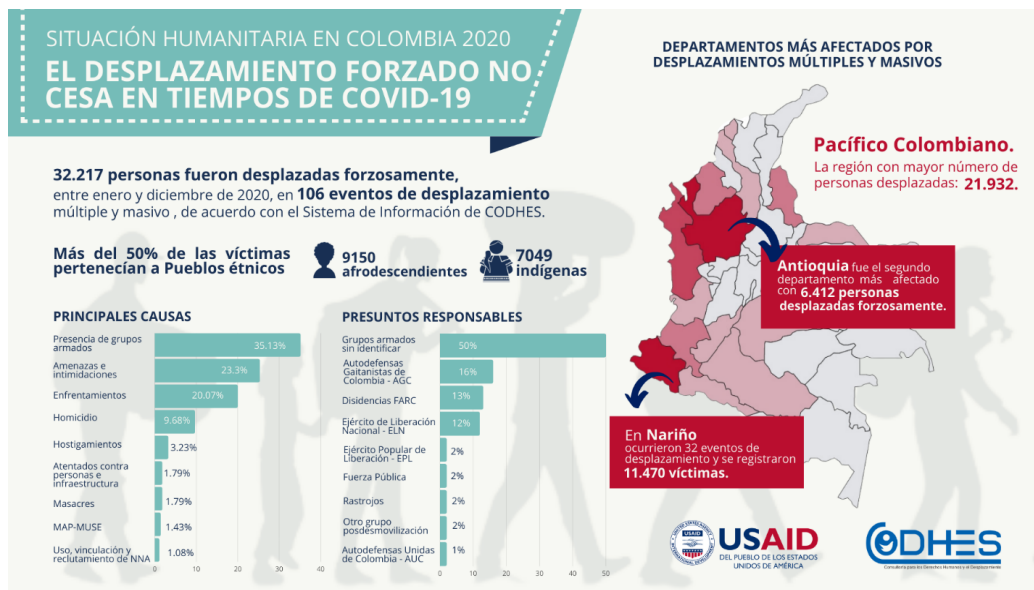 SITUACIÓN HUMANITARIA EN COLOMBIA 2020
EL DESPLAZAMIENTO FORZADO NO
CESA EN TIEMPOS DE COVID-19
32.217 personas fueron desplazadas forzosamente,
entre enero y diciembre de 2020, en 106 eventos de desplazamiento
múltiple y masivo , de acuerdo con el Sistema de Información de CODHES.
Más del 50% de las víctimas
pertenecían a Pueblos étnicos
9150
afrodescendientes
7049
indígenas
PRINCIPALES CAUSAS
Presencia de grupos
armados
35.13%
Amenazas e
intimidaciones
23.3%
Enfrentamientos
20.07%
Homicidio
9.68%
Hostigamientos
3.23%
Atentados contra
personas e
infraestructura
1.79%
Masacres
1.79%
MAP-MUSE
1.43%
Uso, vinculación y
reclutamiento de NNA
1.08%
0 10 20 30 40
PRESUNTOS RESPONSABLES
Grupos armados
sin identificar
50%
Autodefensas
Gaitanistas de
Colombia - AGC
16%
Disidencias FARC
13%
Ejército de Liberación
Nacional - ELN
12%
Ejército Popular de
Liberación - EPL
2%
Fuerza Pública
2%
Rastrojos
2%
Otro grupo
posdesmovilización
2%
Autodefensas Unidas
de Colombia - AUC
1%
0 10 20 30 40 50
DEPARTAMENTOS MÁS AFECTADOS POR
DESPLAZAMIENTOS MÚLTIPLES Y MASIVOS
Pacífico Colombiano.
La región con mayor número de
personas desplazadas: 21.932.
Antioquia fue el segundo
departamento más afectado
con 6.412 personas
desplazadas forzosamente.
En Nariño
ocurrieron 32 eventos de
desplazamiento y se registraron
11.470 víctimas.
USAID
USAID
DEL PUEBLO DE LOS ESTADOS
UNIDOS DE AMÉRICA
CODHES
Consultoría para los Derechos Humanos y el Desplazamiento